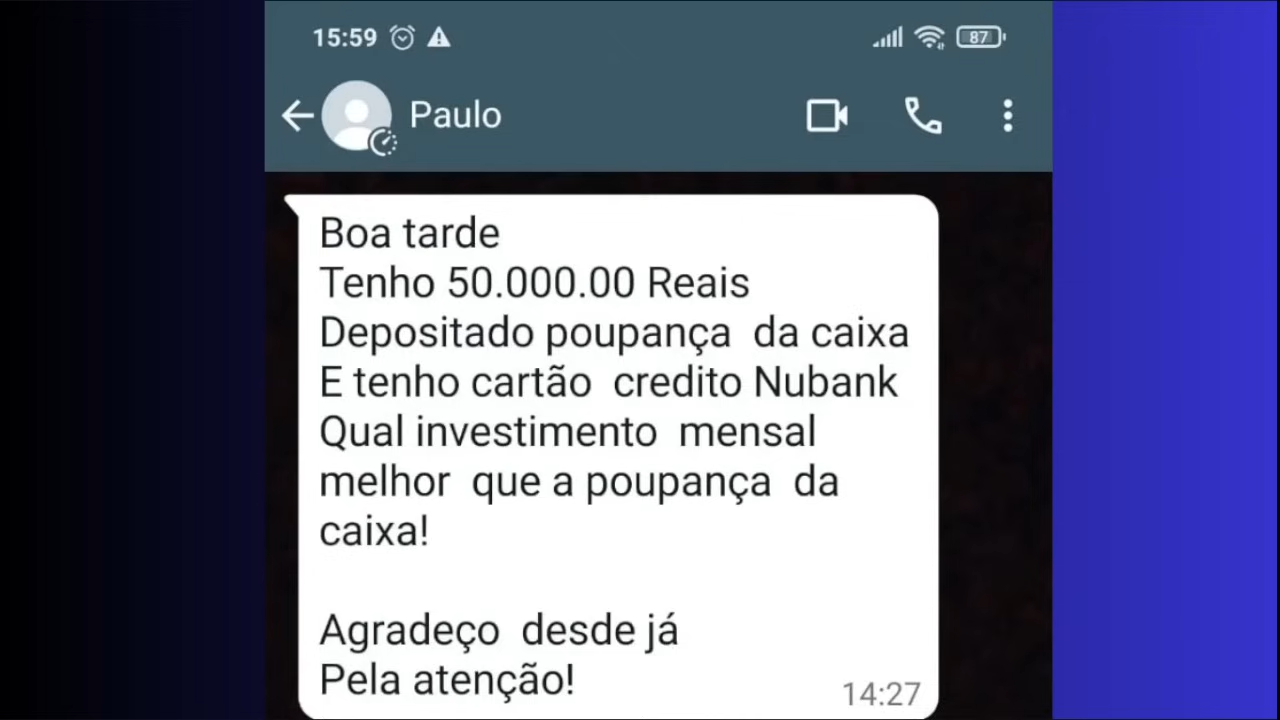 15:59 87
Paulo
Boa tarde
Tenho 50.000.00 Reais
Depositado poupança da caixa
E tenho cartão credito Nubank
Qual investimento mensal
melhor que a poupança da
caixa!
Agradeço desde já
Pela atenção!
14:27